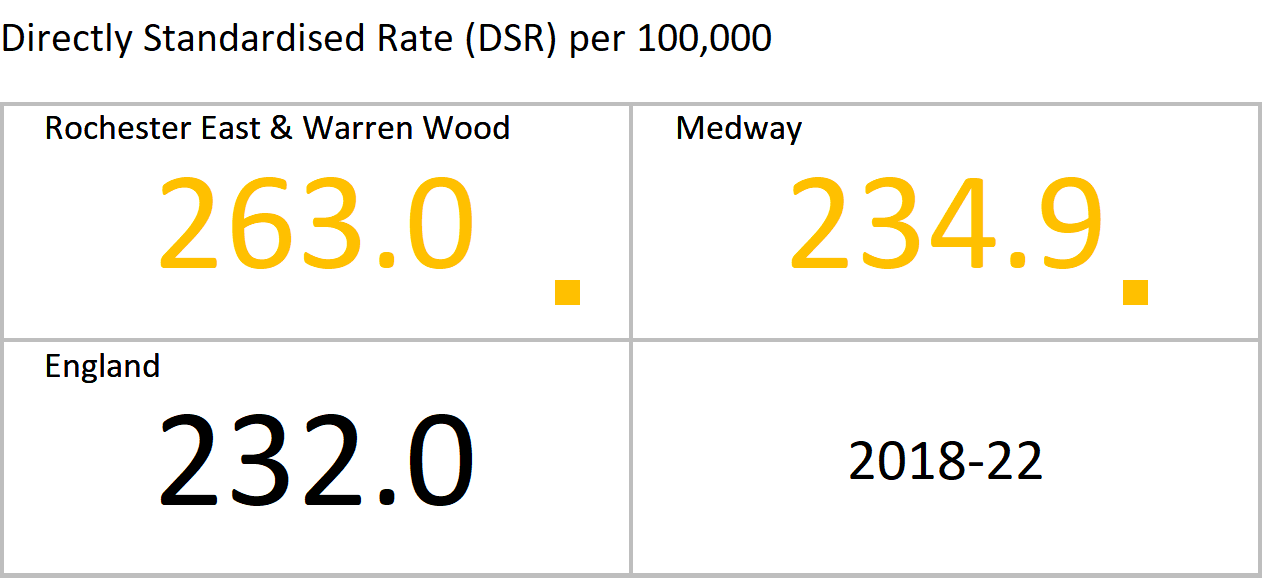 Directly Standardised Rate (DSR) per 100,000
Rochester East & Warren Wood
263.0
Medway
234.9
England
232.0
2018-22